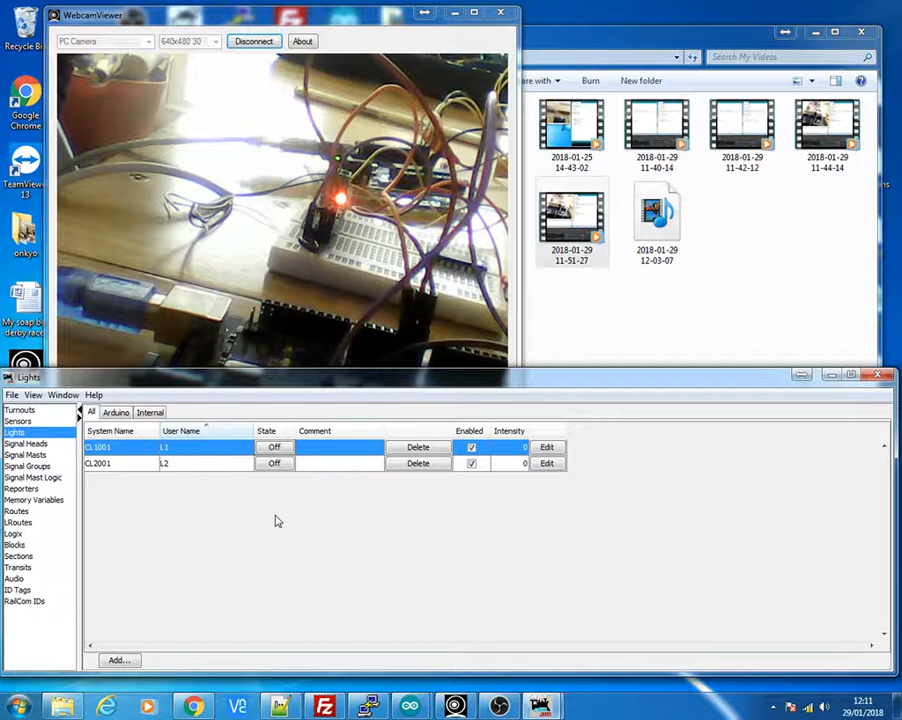 WebcamViewer
PC Camera
640x480 30
Disconnect
About
Search My Videos
are with
Burn
New folder
2018-01-25
14-43-02
2018-01-29
11-40-14
2018-01-29
11-42-12
2018-01-29
11-44-14
2018-01-29
11-51-27
2018-01-29
12-03-07
Recycle Bi
Google
Chrome
TeamView
13
onkyo
My soap b
derby race
Lights
File View Window Help
Turnouts
Sensors
Lights
Signal Heads
Signal Masts
Signal Groups
Signal Mast Logic
Reporters
Memory Variables
Routes
LRoutes
Logix
Blocks
Sections
Transits
Audio
ID Tags
RailCom IDs
All Arduino Internal
System Name User Name State Comment Enabled Intensity
CL1001 L1 Off Delete 0 Edit
CL2001 L2 Off Delete 0 Edit
Add...
12:11
29/01/2018